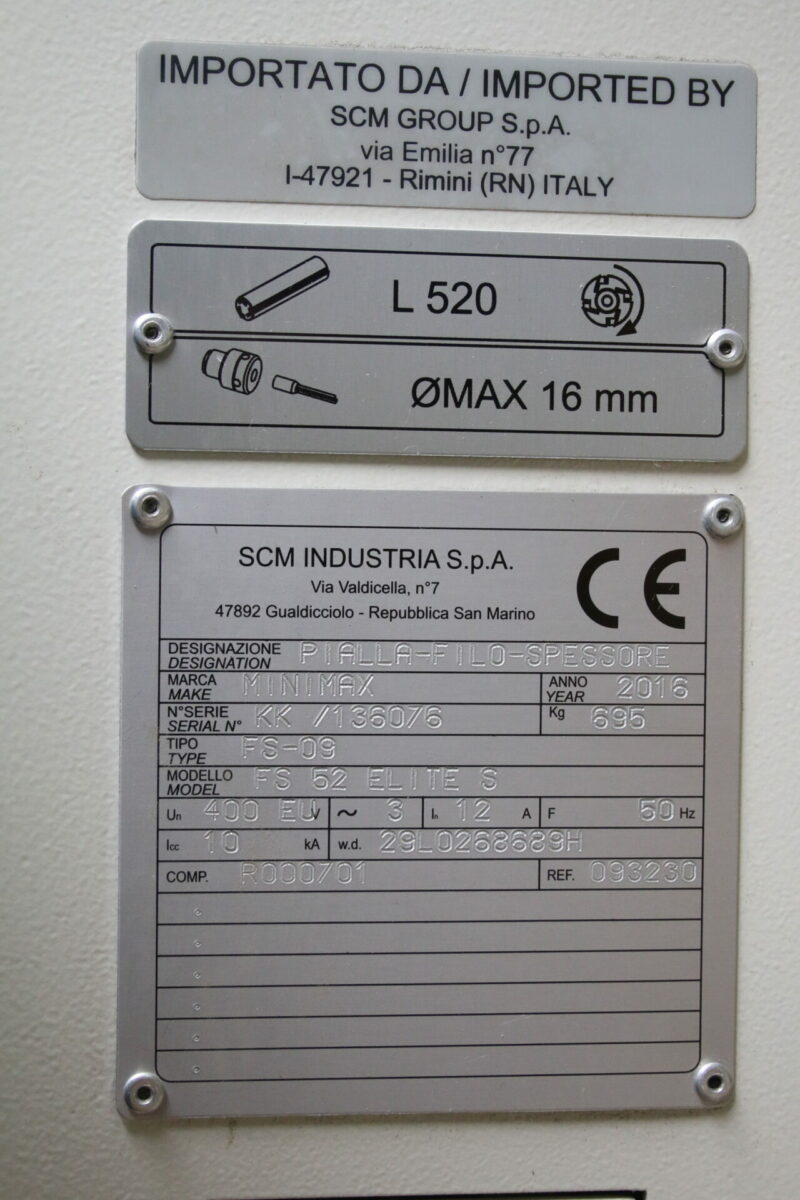 IMPORTATO DA / IMPORTED BY
SCM GROUP S.p.A.
via Emilia n°77
I-47921 - Rimini (RN) ITALY
L 520
ØMAX 16 mm
SCM INDUSTRIA S.p.A.
Via Valdicella, n°7
47892 Gualdicciolo - Repubblica San Marino
CE
DESIGNAZIONE PIALLA-FILO-SPESSORE
DESIGNATION
MARCA MINIMAX ANNO 2016
MAKE YEAR
N°SERIE KK /136076 Kg 695
SERIAL N°
TIPO FS-09
TYPE
MODELLO FS 52 ELITE S
MODEL
Un 400 EU V ~ 3 In 12 A F 50 Hz
Icc 10 kA w.d. 29L0268689H
COMP. R000701 REF. 093230